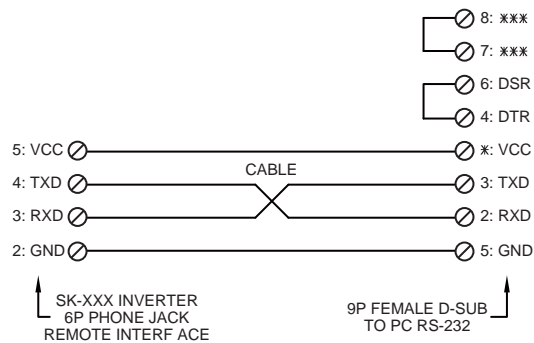 8: ***
7: ***
6: DSR
4: DTR
5: VCC
*: VCC
CABLE
4: TXD
3: TXD
3: RXD
2: RXD
2: GND
5: GND
SK-XXX INVERTER
6P PHONE JACK
REMOTE INTERF ACE
9P FEMALE D-SUB
TO PC RS-232